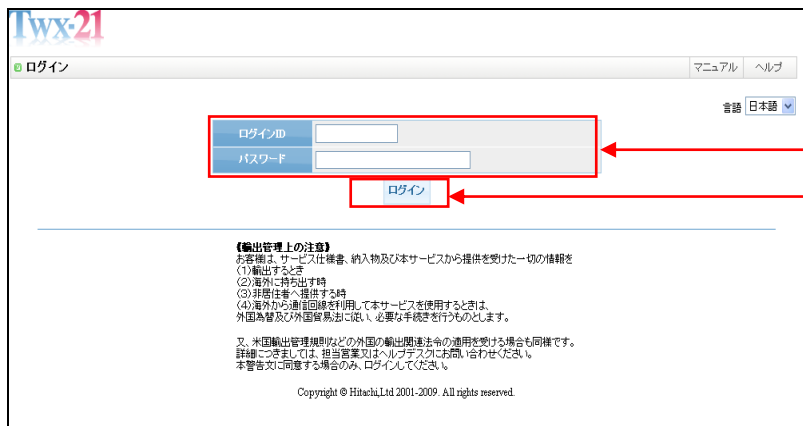 Twx-21
ログイン
マニュアル ヘルプ
言語 日本語
ログインID
パスワード
ログイン
《輸出管理上の注意》
お客様は、サービス仕様書、納入物及び本サービスから提供を受けた一切の情報を
(1)輸出するとき
(2)海外に持ち出す時
(3)非居住者へ提供する時
(4)海外から通信回線を利用して本サービスを使用するときは、
外国為替及び外国貿易法に従い、必要な手続きを行うものとします。
又、米国輸出管理規則などの外国の輸出関連法令の適用を受ける場合も同様です。
詳細につきましては、担当営業又はヘルプデスクにお問い合わせください。
本警告文に同意する場合のみ、ログインしてください。
Copyright © Hitachi,Ltd 2001-2009. All rights reserved.